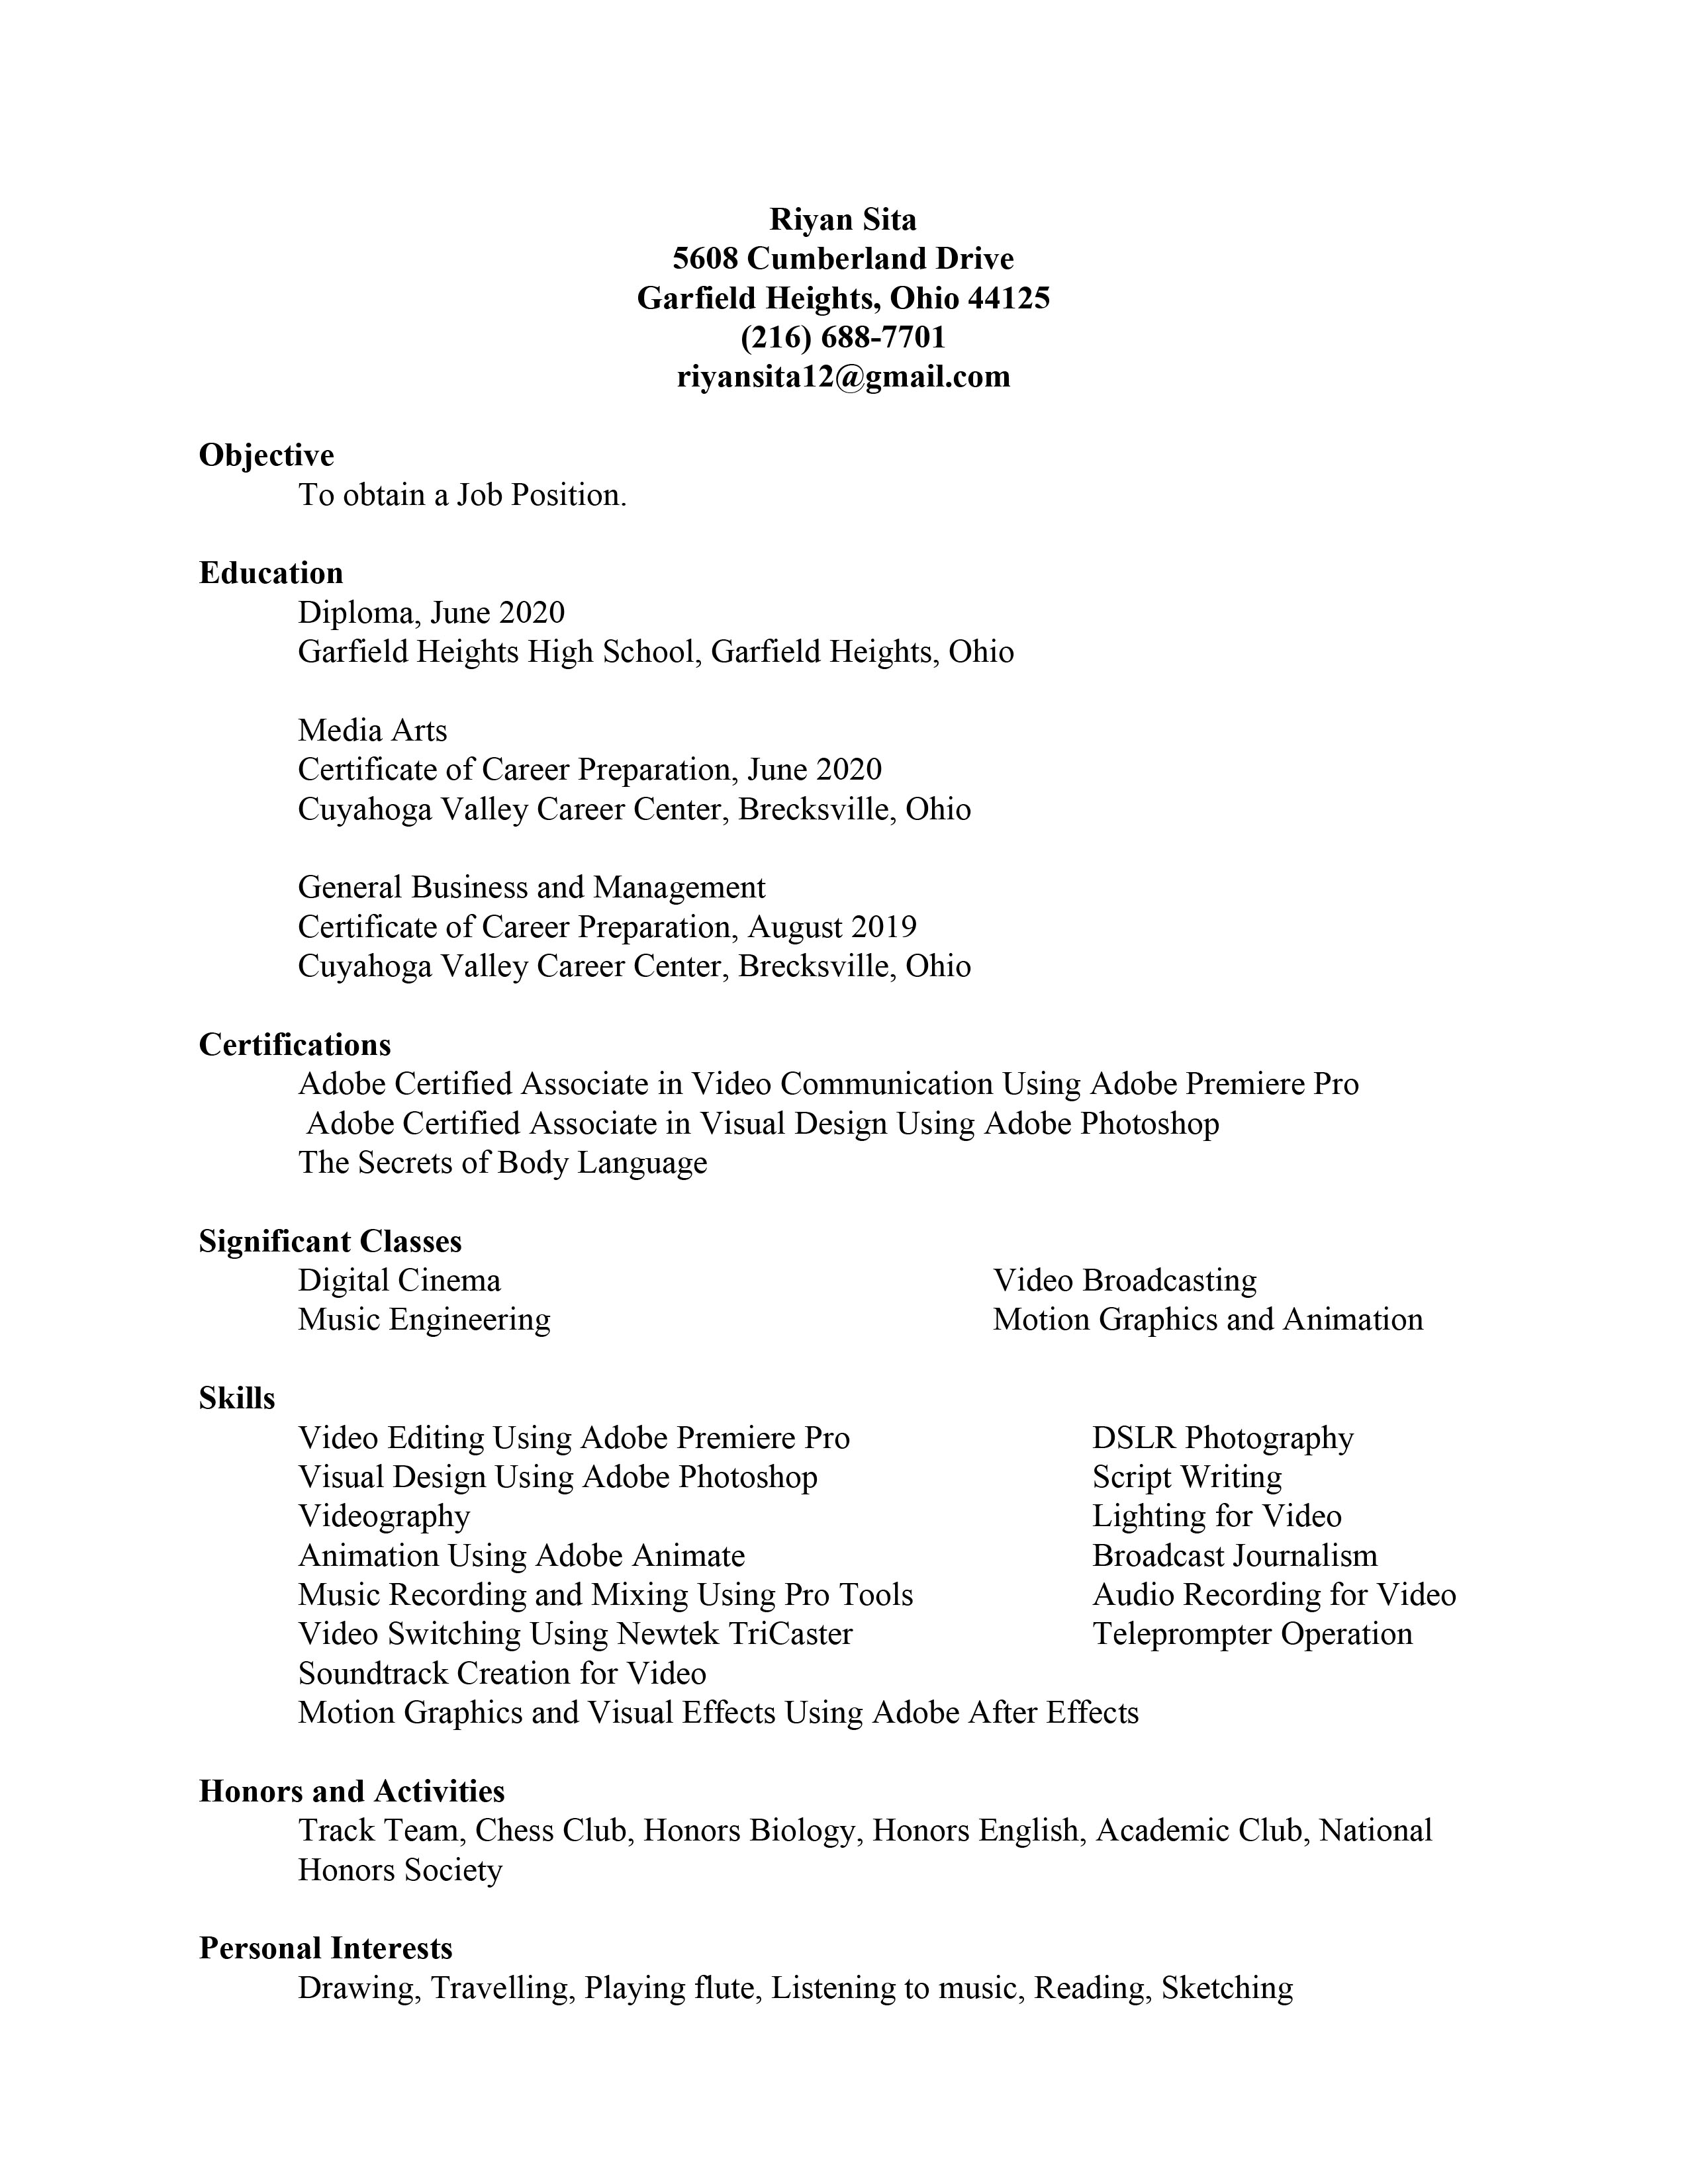 Riyan Sita
5608 Cumberland Drive
Garfield Heights, Ohio 44125
(216) 688-7701
riyansita12@gmail.com
Objective
To obtain a Job Position.
Education
Diploma, June 2020
Garfield Heights High School, Garfield Heights, Ohio
Media Arts
Certificate of Career Preparation, June 2020
Cuyahoga Valley Career Center, Brecksville, Ohio
General Business and Management
Certificate of Career Preparation, August 2019
Cuyahoga Valley Career Center, Brecksville, Ohio
Certifications
Adobe Certified Associate in Video Communication Using Adobe Premiere Pro
Adobe Certified Associate in Visual Design Using Adobe Photoshop
The Secrets of Body Language
Significant Classes
Digital Cinema Video Broadcasting
Music Engineering Motion Graphics and Animation
Skills
Video Editing Using Adobe Premiere Pro DSLR Photography
Visual Design Using Adobe Photoshop Script Writing
Videography Lighting for Video
Animation Using Adobe Animate Broadcast Journalism
Music Recording and Mixing Using Pro Tools Audio Recording for Video
Video Switching Using Newtek TriCaster Teleprompter Operation
Soundtrack Creation for Video
Motion Graphics and Visual Effects Using Adobe After Effects
Honors and Activities
Track Team, Chess Club, Honors Biology, Honors English, Academic Club, National
Honors Society
Personal Interests
Drawing, Travelling, Playing flute, Listening to music, Reading, Sketching